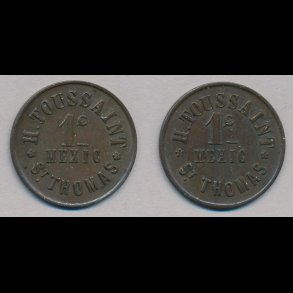 H. TOUSSAINT
1c
MEXIC
* ST THOMAS *
H. TOUSSAINT
1c
MEXIC
* ST THOMAS *